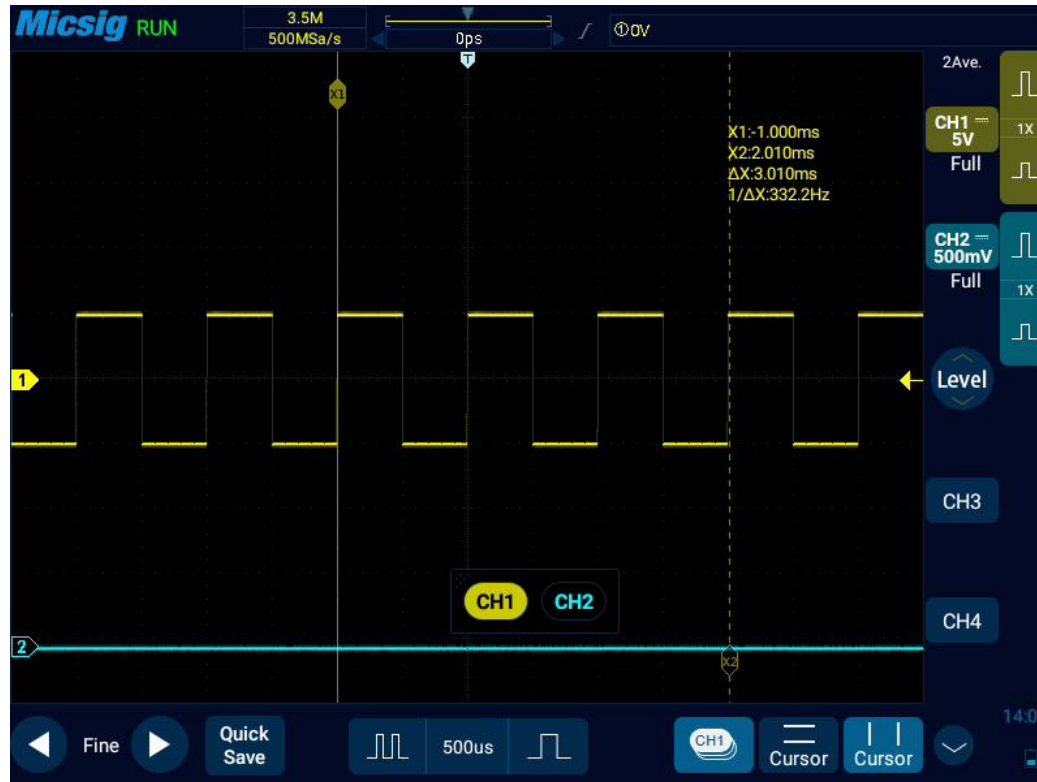 Micsig RUN
3.5M
500MSa/s
0ps
①0V
T
2Ave.
X1
X1:-1.000ms
X2:2.010ms
ΔX:3.010ms
1/ΔX:332.2Hz
CH1
5V
Full
1X
CH2
500mV
Full
1X
1
Level
CH3
CH1 CH2
CH4
2
X2
Fine
Quick
Save
500us
CH1
Cursor
Cursor